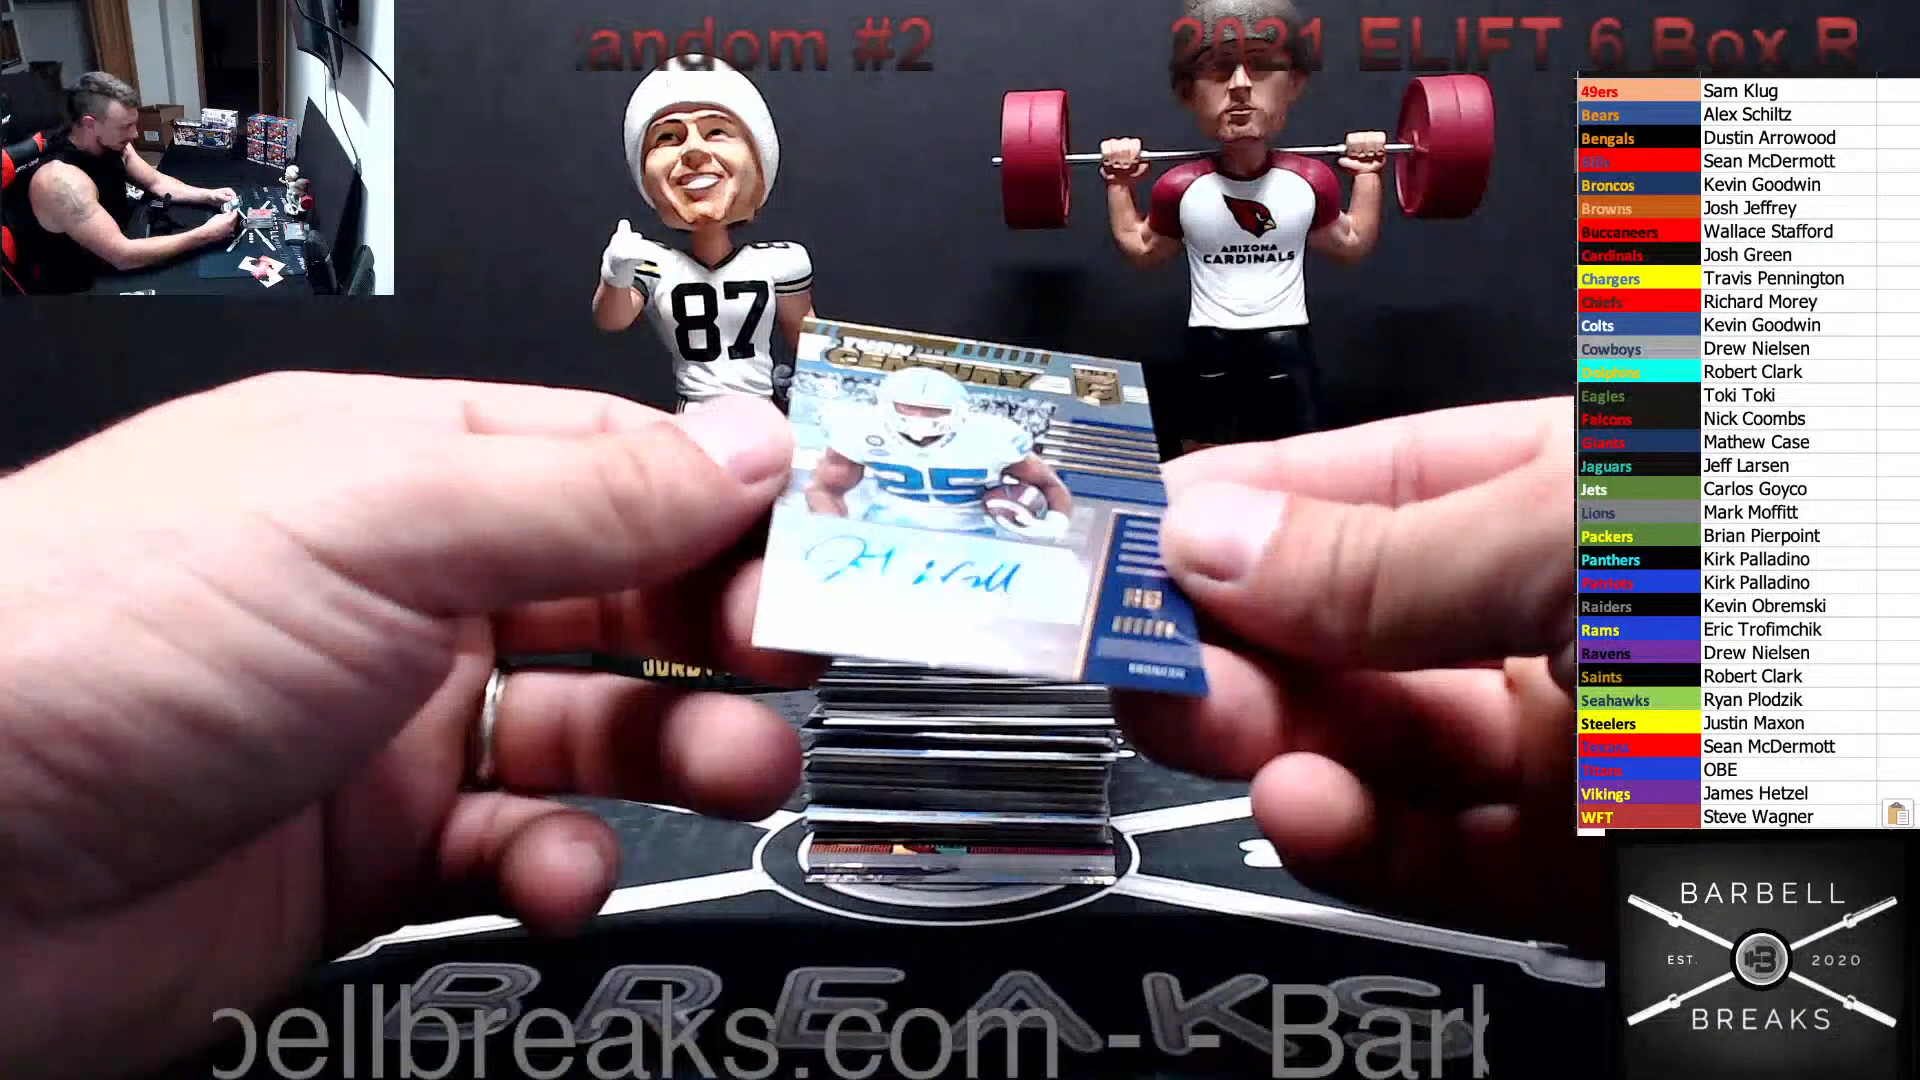 andom #2
2021 ELIFT 6 Box R
49ers Sam Klug
Bears Alex Schiltz
Bengals Dustin Arrowood
Bills Sean McDermott
Broncos Kevin Goodwin
Browns Josh Jeffrey
Buccaneers Wallace Stafford
Cardinals Josh Green
Chargers Travis Pennington
Chiefs Richard Morey
Colts Kevin Goodwin
Cowboys Drew Nielsen
Dolphins Robert Clark
Eagles Toki Toki
Falcons Nick Coombs
Giants Mathew Case
Jaguars Jeff Larsen
Jets Carlos Goyco
Lions Mark Moffitt
Packers Brian Pierpoint
Panthers Kirk Palladino
Patriots Kirk Palladino
Raiders Kevin Obremski
Rams Eric Trofimchik
Ravens Drew Nielsen
Saints Robert Clark
Seahawks Ryan Plodzik
Steelers Justin Maxon
Texans Sean McDermott
Titans OBE
Vikings James Hetzel
WFT Steve Wagner
ARIZONA
CARDINALS
87
TURN
CENTURY
25
HB
BREAKS
bellbreaks.com - - Barl
BARBELL
EST. B 2020
BREAKS